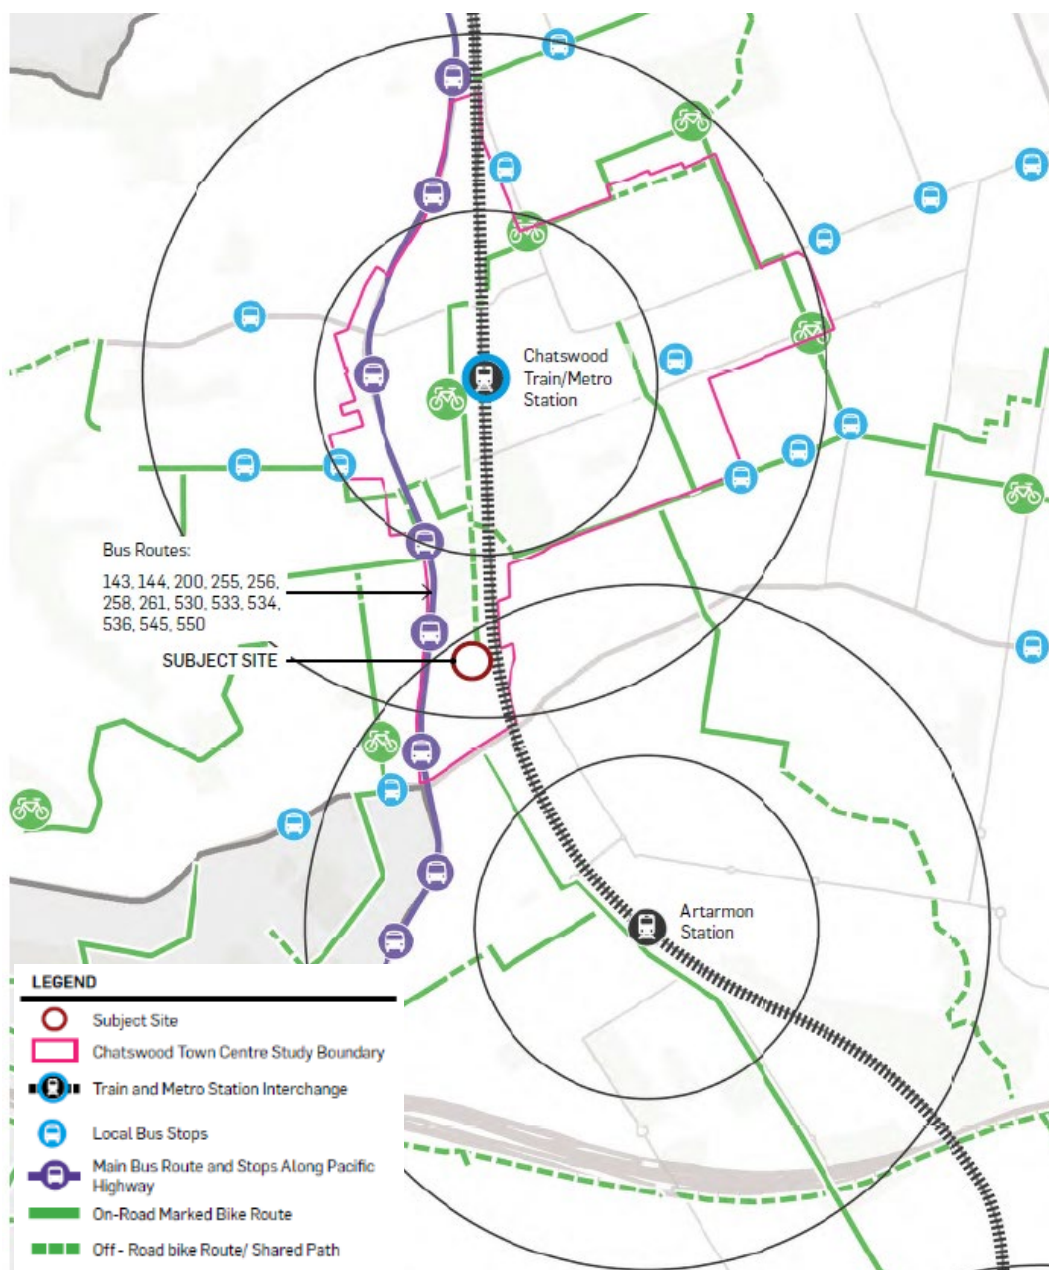 Chatswood
Train/Metro
Station
Bus Routes:
143, 144, 200, 255, 256,
258, 261, 530, 533, 534,
536, 545, 550
SUBJECT SITE
Artarmon
Station
LEGEND
Subject Site
Chatswood Town Centre Study Boundary
Train and Metro Station Interchange
Local Bus Stops
Main Bus Route and Stops Along Pacific
Highway
On-Road Marked Bike Route
Off - Road bike Route/ Shared Path